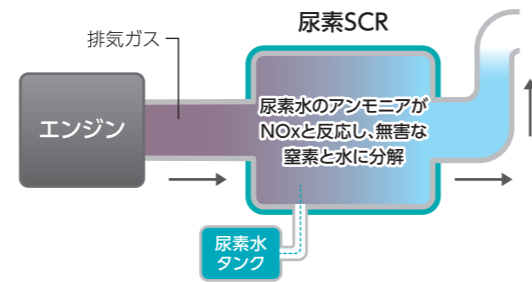 尿素SCR
排気ガス
エンジン
尿素水のアンモニアが
NOxと反応し、無害な
窒素と水に分解
尿素水
タンク